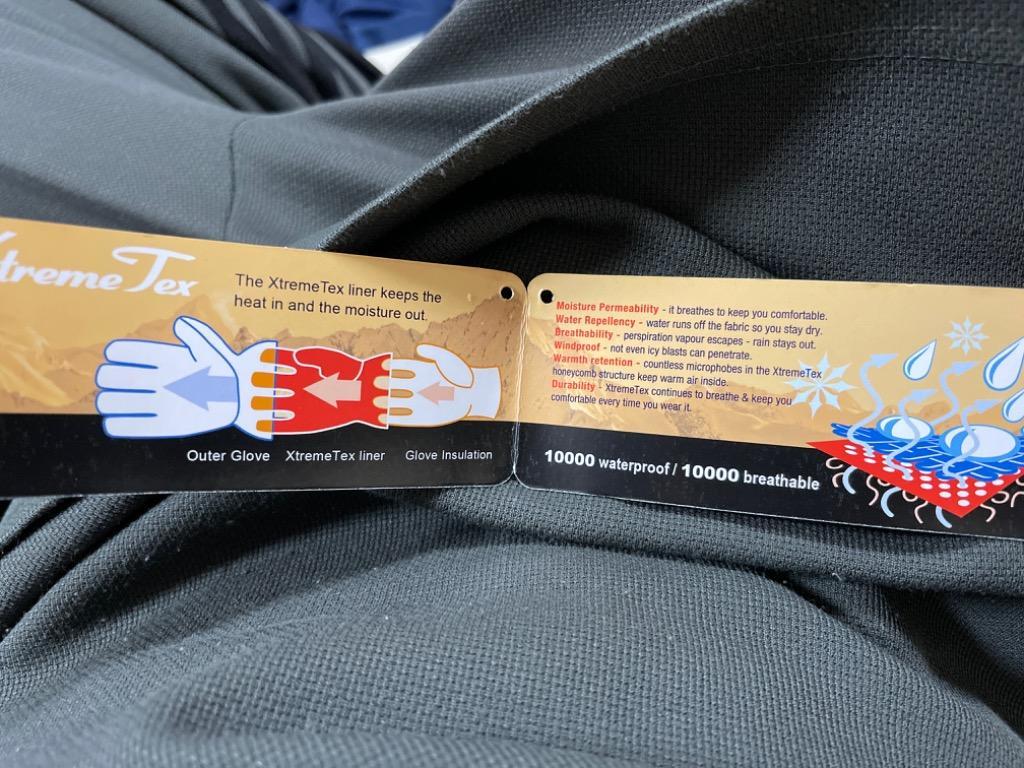 XtremeTex
The XtremeTex liner keeps the
heat in and the moisture out.
Outer Glove XtremeTex liner Glove Insulation
Moisture Permeability - it breathes to keep you comfortable.
Water Repellency - water runs off the fabric so you stay dry.
Breathability - perspiration vapour escapes - rain stays out.
Windproof - not even icy blasts can penetrate.
Warmth retention - countless microphobes in the XtremeTex
honeycomb structure keep warm air inside.
Durability - XtremeTex continues to breathe & keep you
comfortable every time you wear it.
10000 waterproof / 10000 breathable